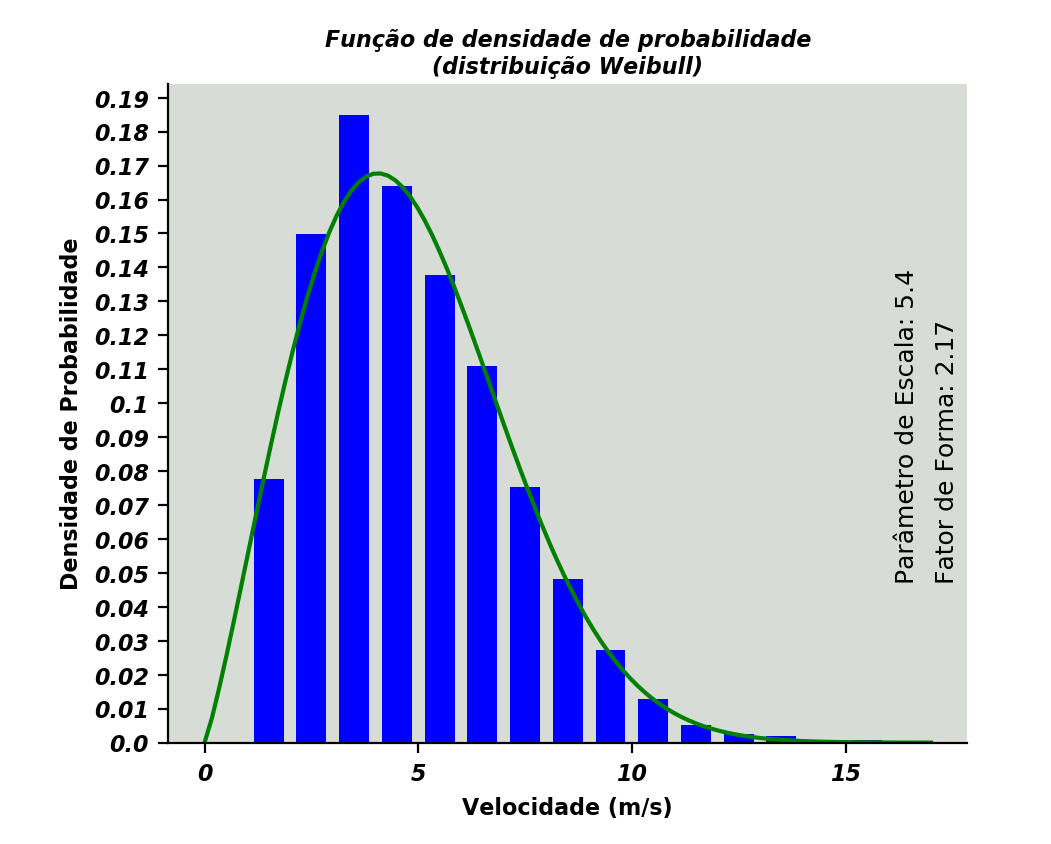 Função de densidade de probabilidade
(distribuição Weibull)
Densidade de Probabilidade
0.19
0.18
0.17
0.16
0.15
0.14
0.13
0.12
0.11
0.1
0.09
0.08
0.07
0.06
0.05
0.04
0.03
0.02
0.01
0.0
Parâmetro de Escala: 5.4
Fator de Forma: 2.17
0 5 10 15
Velocidade (m/s)